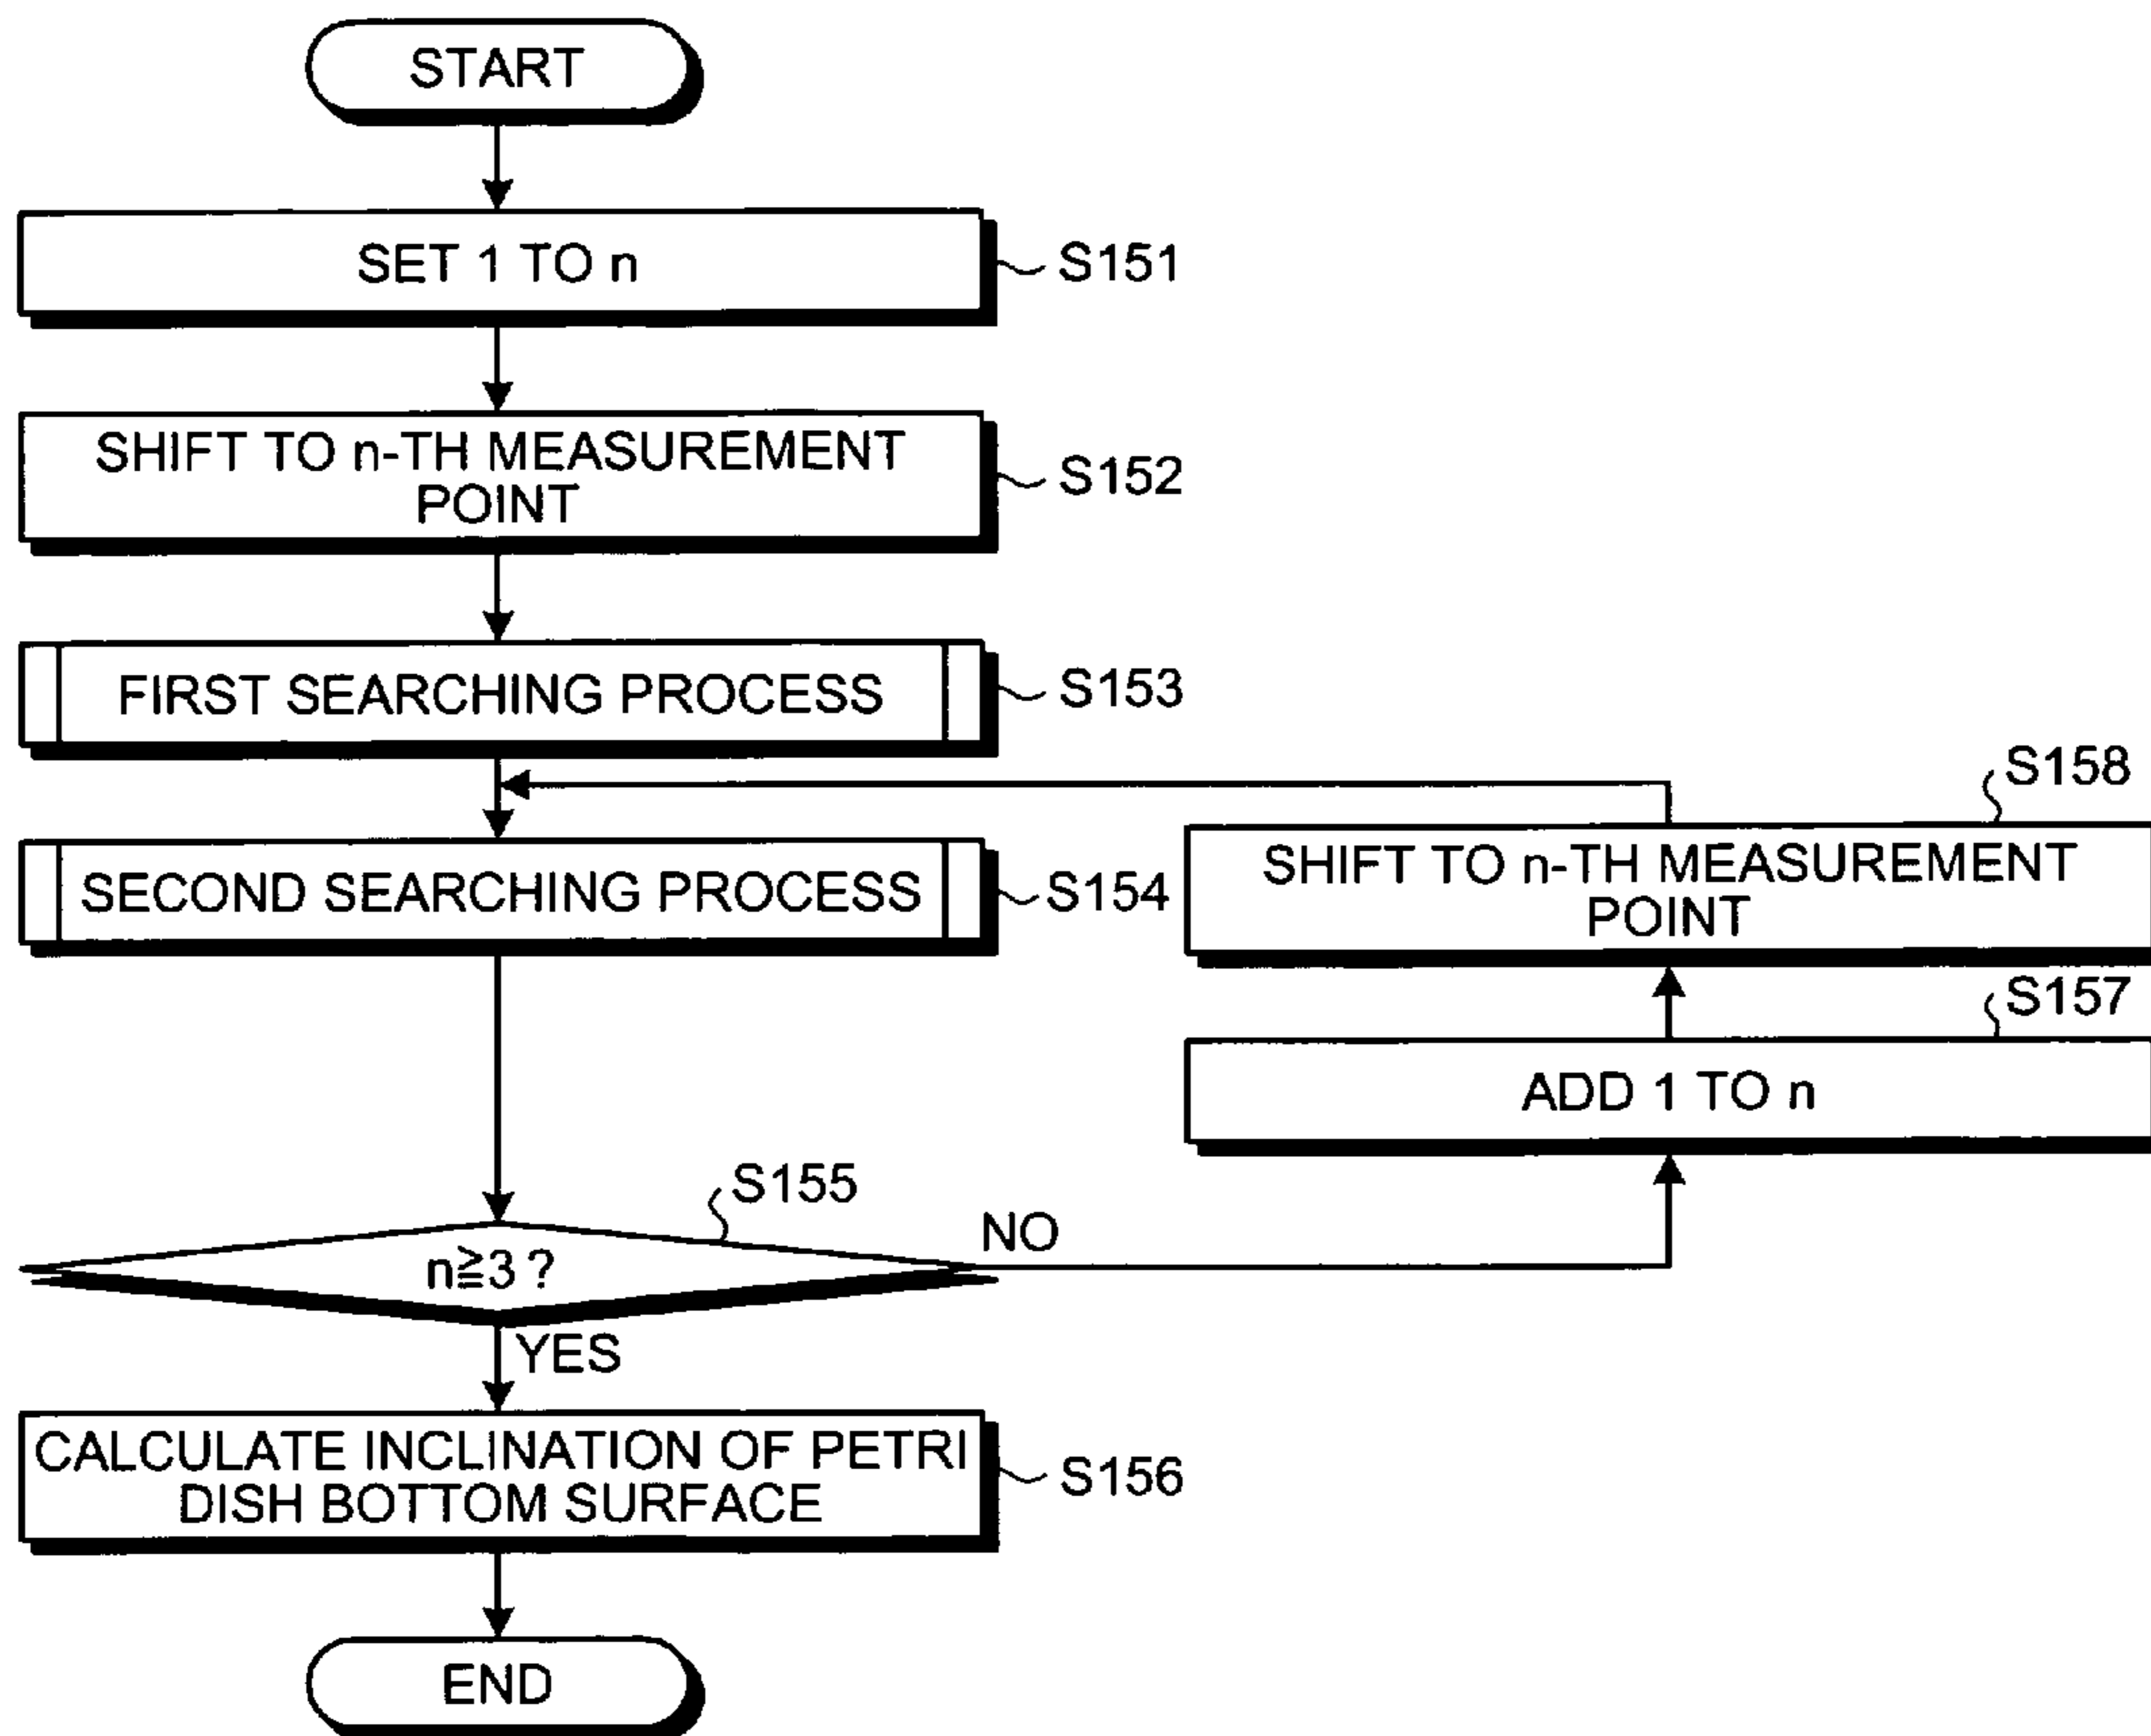 START
SET 1 TO n
S151
SHIFT TO n-TH MEASUREMENT
POINT
S152
FIRST SEARCHING PROCESS
S153
SECOND SEARCHING PROCESS
S154
S158
SHIFT TO n-TH MEASUREMENT
POINT
S157
ADD 1 TO n
S155
n≧3?
NO
YES
CALCULATE INCLINATION OF PETRI
DISH BOTTOM SURFACE
S156
END